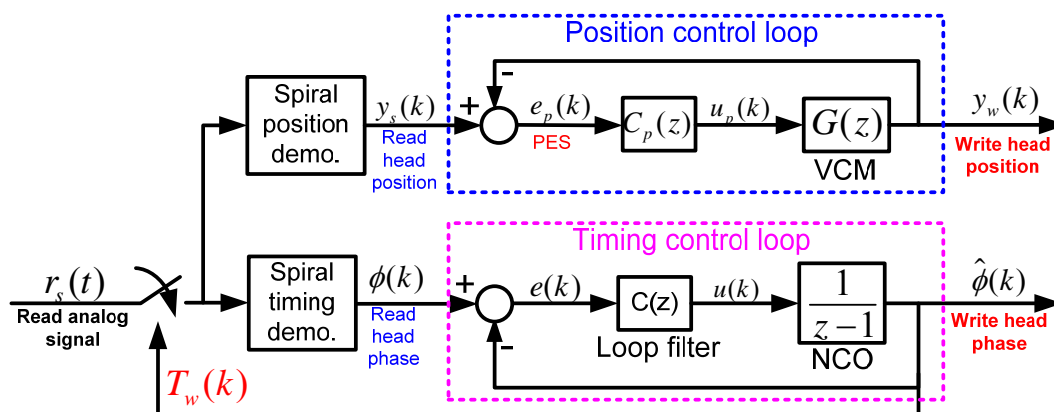 Position control loop
Spiral position demo.
y_s(k)
Read head position
+
-
e_p(k)
PES
C_p(z)
u_p(k)
G(z)
VCM
y_w(k)
Write head position
Timing control loop
r_s(t)
Read analog signal
T_w(k)
Spiral timing demo.
ϕ(k)
Read head phase
+
-
e(k)
C(z)
Loop filter
u(k)
1
z−1
NCO
ϕ̂(k)
Write head phase